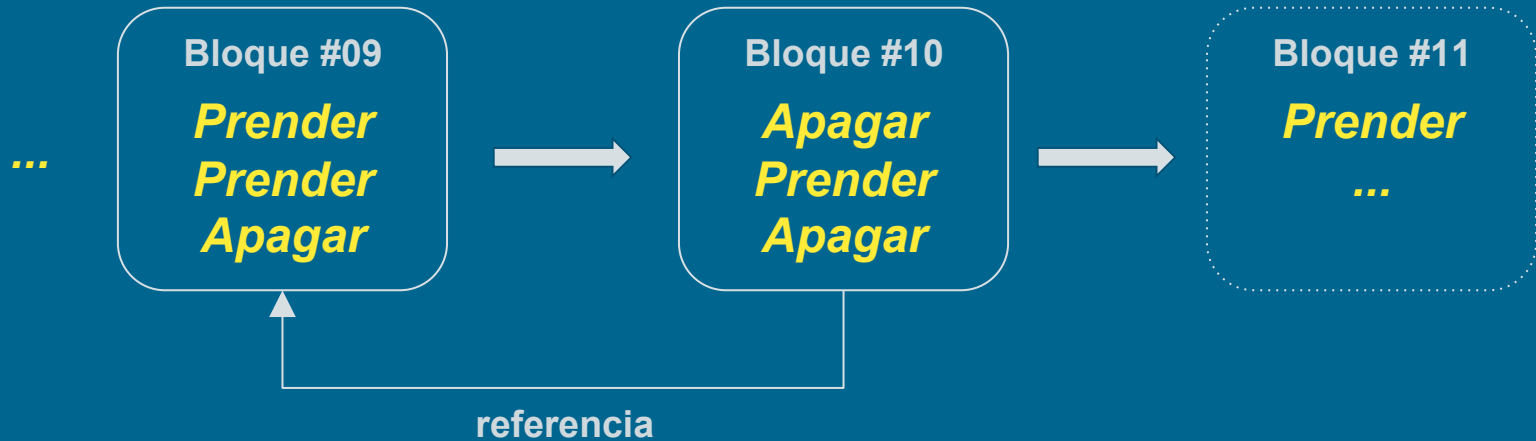 ...
Bloque #09
Prender
Prender
Apagar
Bloque #10
Apagar
Prender
Apagar
Bloque #11
Prender
...
referencia